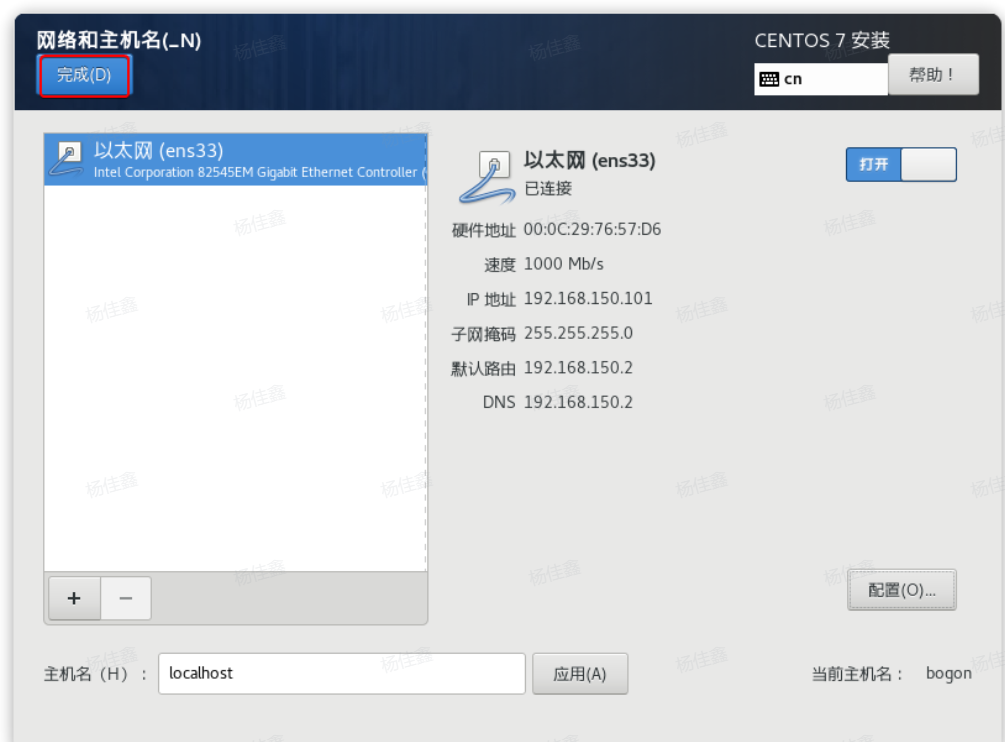 网络和主机名(_N)
CENTOS 7 安装
完成(D)
cn
帮助！
以太网 (ens33)
Intel Corporation 82545EM Gigabit Ethernet Controller (
以太网 (ens33)
已连接
打开
硬件地址 00:0C:29:76:57:D6
速度 1000 Mb/s
IP 地址 192.168.150.101
子网掩码 255.255.255.0
默认路由 192.168.150.2
DNS 192.168.150.2
+ −
配置(O)...
主机名（H）： localhost
应用(A)
当前主机名： bogon
杨佳鑫